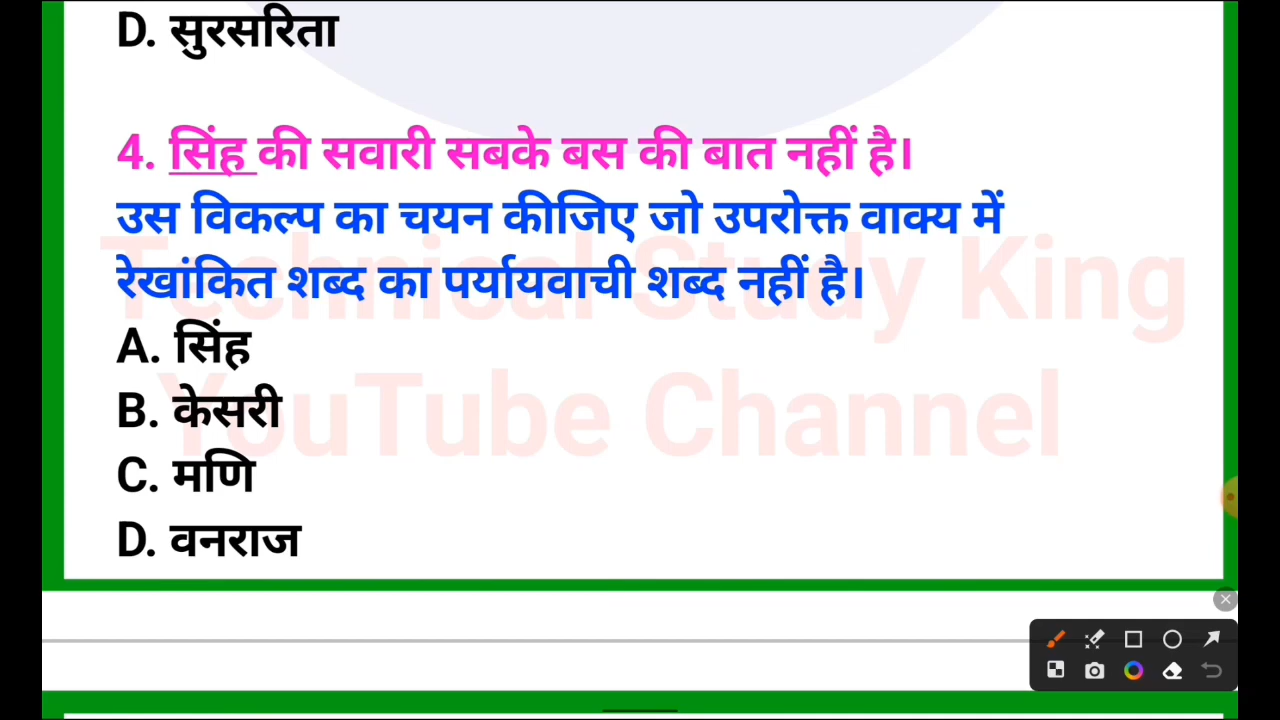 D. सुरसरिता
4. सिंह की सवारी सबके बस की बात नहीं है।
उस विकल्प का चयन कीजिए जो उपरोक्त वाक्य में
रेखांकित शब्द का पर्यायवाची शब्द नहीं है।
Technical Study King
A. सिंह
B. केसरी
YouTube Channel
C. मणि
D. वनराज